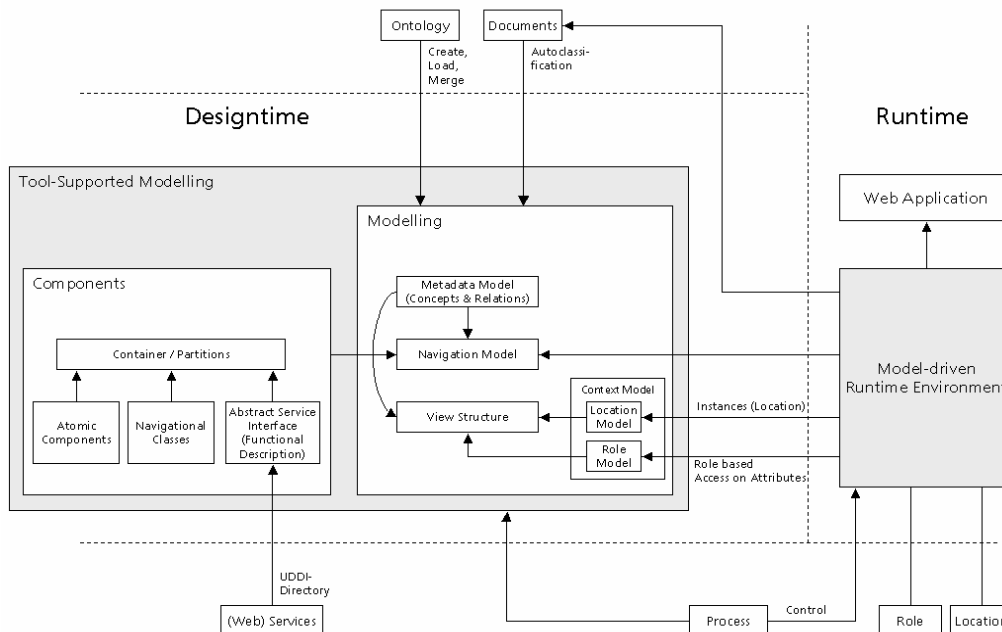 Ontology
Documents
Create,
Load,
Merge
Autoclassi-
fication
Designtime
Runtime
Tool-Supported Modelling
Modelling
Web Application
Components
Metadata Model
(Concepts & Relations)
Container / Partitions
Navigation Model
Model-driven
Runtime Environment
Context Model
Atomic
Components
Navigational
Classes
Abstract Service
Interface
(Functional
Description)
View Structure
Location
Model
Instances (Location)
Role
Model
Role based
Access on Attributes
UDDI-
Directory
(Web) Services
Process
Control
Role
Location